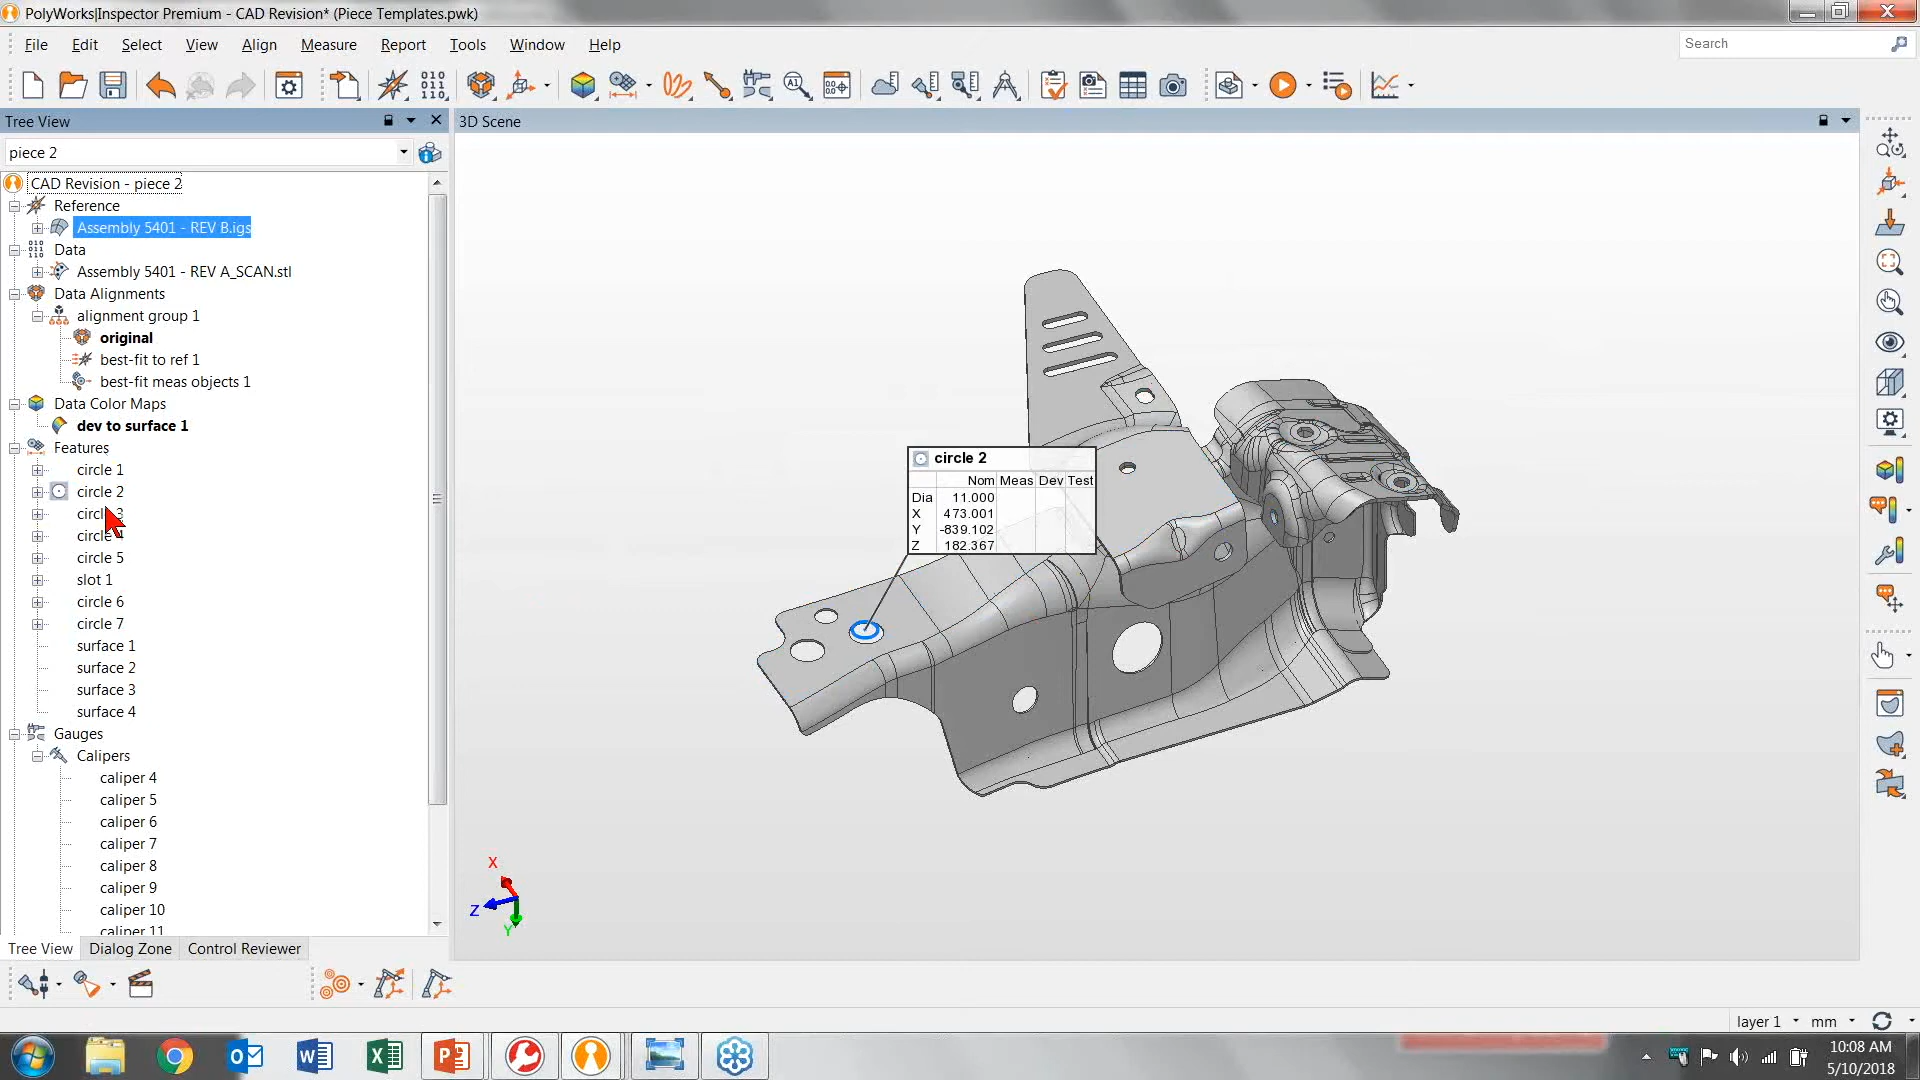 PolyWorks|Inspector Premium - CAD Revision* (Piece Templates.pwk)
File Edit Select View Align Measure Report Tools Window Help
Search
Tree View
3D Scene
piece 2
CAD Revision - piece 2
Reference
Assembly 5401 - REV B.igs
Data
Assembly 5401 - REV A_SCAN.stl
Data Alignments
alignment group 1
original
best-fit to ref 1
best-fit meas objects 1
Data Color Maps
dev to surface 1
Features
circle 1
circle 2
circle 3
circle 4
circle 5
slot 1
circle 6
circle 7
surface 1
surface 2
surface 3
surface 4
Gauges
Calipers
caliper 4
caliper 5
caliper 6
caliper 7
caliper 8
caliper 9
caliper 10
caliper 11
circle 2
Nom Meas Dev Test
Dia 11.000
X 473.001
Y -839.102
Z 182.367
X
Z
Y
Tree View Dialog Zone Control Reviewer
layer 1 mm
10:08 AM
5/10/2018